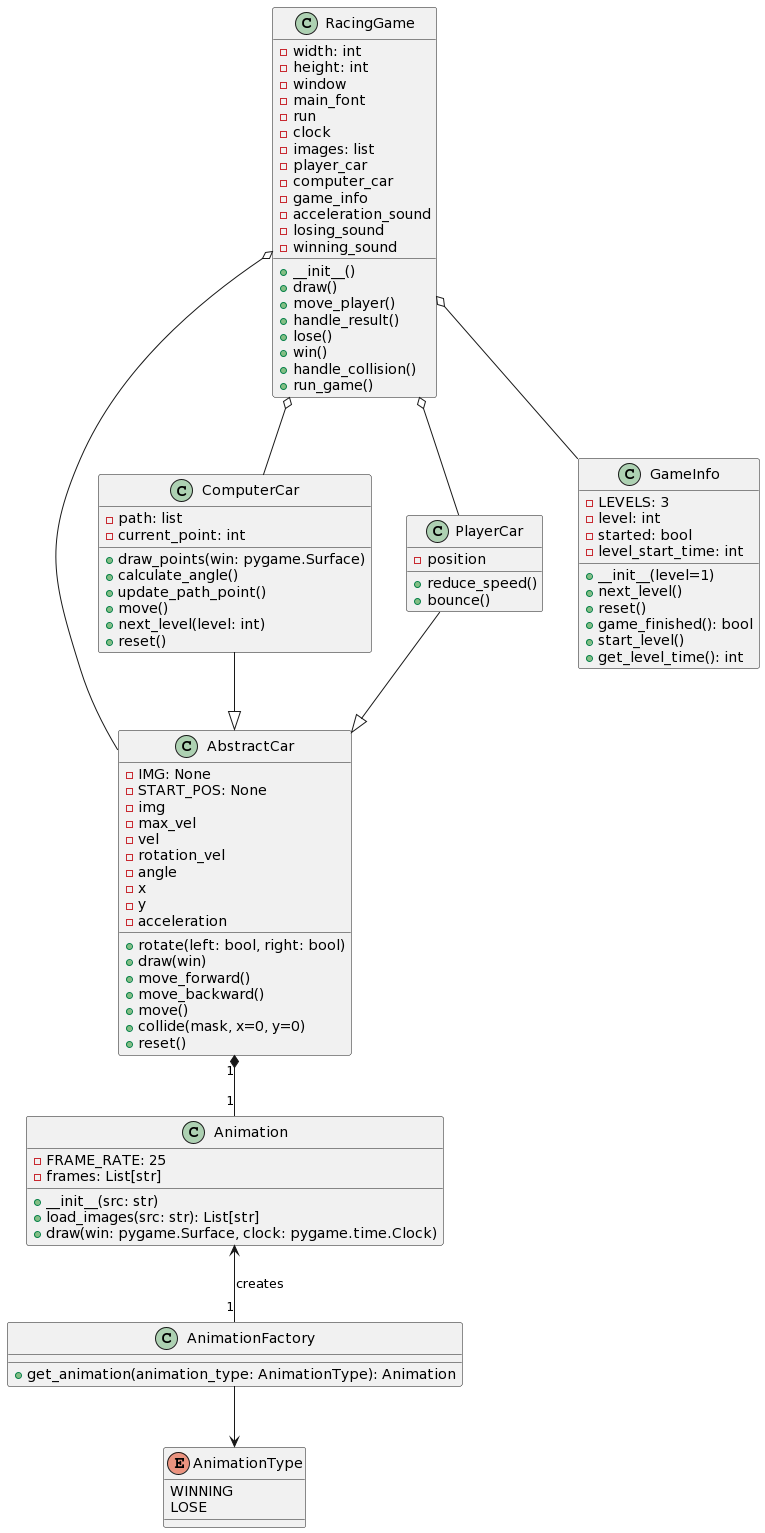 C RacingGame
width: int
height: int
window
main_font
run
clock
images: list
player_car
computer_car
game_info
acceleration_sound
losing_sound
winning_sound
__init__()
draw()
move_player()
handle_result()
lose()
win()
handle_collision()
run_game()
C ComputerCar
path: list
current_point: int
draw_points(win: pygame.Surface)
calculate_angle()
update_path_point()
move()
next_level(level: int)
reset()
C PlayerCar
position
reduce_speed()
bounce()
C GameInfo
LEVELS: 3
level: int
started: bool
level_start_time: int
__init__(level=1)
next_level()
reset()
game_finished(): bool
start_level()
get_level_time(): int
C AbstractCar
IMG: None
START_POS: None
img
max_vel
vel
rotation_vel
angle
x
y
acceleration
rotate(left: bool, right: bool)
draw(win)
move_forward()
move_backward()
move()
collide(mask, x=0, y=0)
reset()
1
1
C Animation
FRAME_RATE: 25
frames: List[str]
__init__(src: str)
load_images(src: str): List[str]
draw(win: pygame.Surface, clock: pygame.time.Clock)
creates
1
C AnimationFactory
get_animation(animation_type: AnimationType): Animation
E AnimationType
WINNING
LOSE